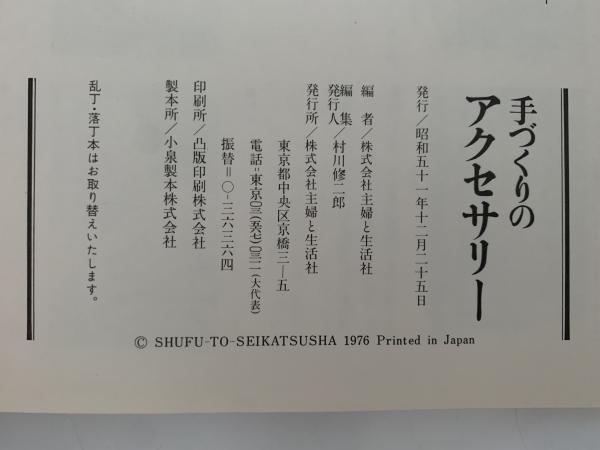 手づくりの
アクセサリー
発行／昭和五十一年十二月二十五日
編　者／株式会社主婦と生活社
編集
発行人／村川修二郎
発行所／株式会社主婦と生活社
東京都中央区京橋三―五
電話＝東京〇三(五六七)〇三一一(大代表)
振替＝〇―三六三六四
印刷所／凸版印刷株式会社
製本所／小泉製本株式会社
乱丁・落丁本はお取り替えいたします。
© SHUFU-TO-SEIKATSUSHA 1976 Printed in Japan